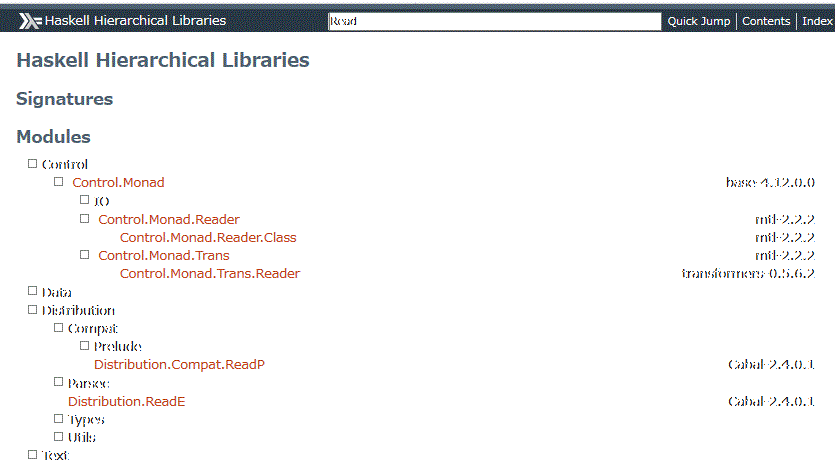 Haskell Hierarchical Libraries Read Quick Jump Contents Index
Haskell Hierarchical Libraries
Signatures
Modules
Control
Control.Monad base-4.12.0.0
IO
Control.Monad.Reader mtl-2.2.2
Control.Monad.Reader.Class mtl-2.2.2
Control.Monad.Trans mtl-2.2.2
Control.Monad.Trans.Reader transformers-0.5.6.2
Data
Distribution
Compat
Prelude
Distribution.Compat.ReadP Cabal-2.4.0.1
Parsec
Distribution.ReadE Cabal-2.4.0.1
Types
Utils
Text